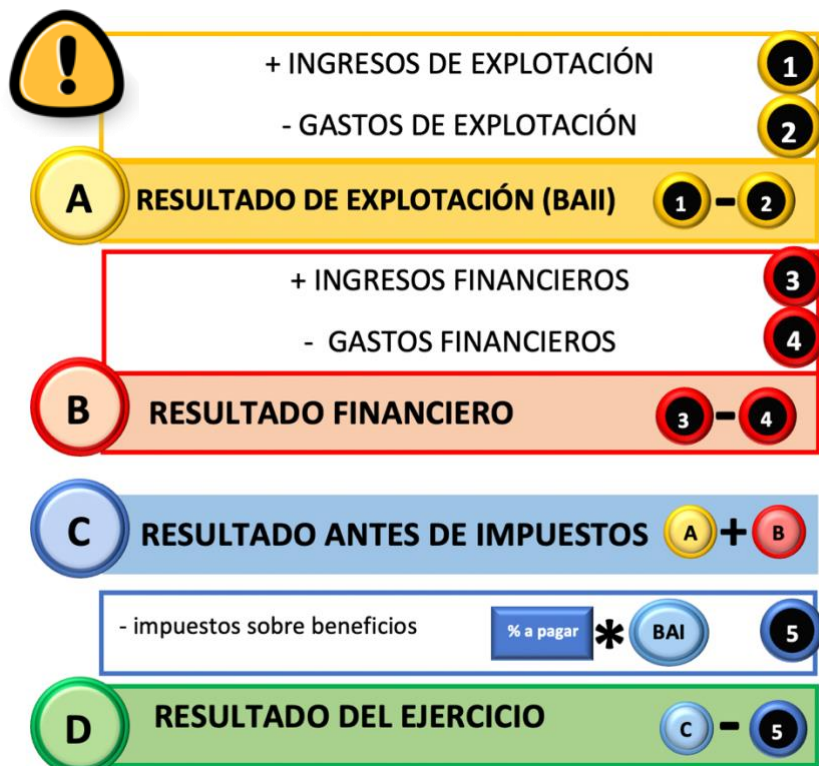 !
+ INGRESOS DE EXPLOTACIÓN 1
- GASTOS DE EXPLOTACIÓN 2
A RESULTADO DE EXPLOTACIÓN (BAII) 1 - 2
+ INGRESOS FINANCIEROS 3
- GASTOS FINANCIEROS 4
B RESULTADO FINANCIERO 3 - 4
C RESULTADO ANTES DE IMPUESTOS A + B
- impuestos sobre beneficios % a pagar * BAI 5
D RESULTADO DEL EJERCICIO C - 5